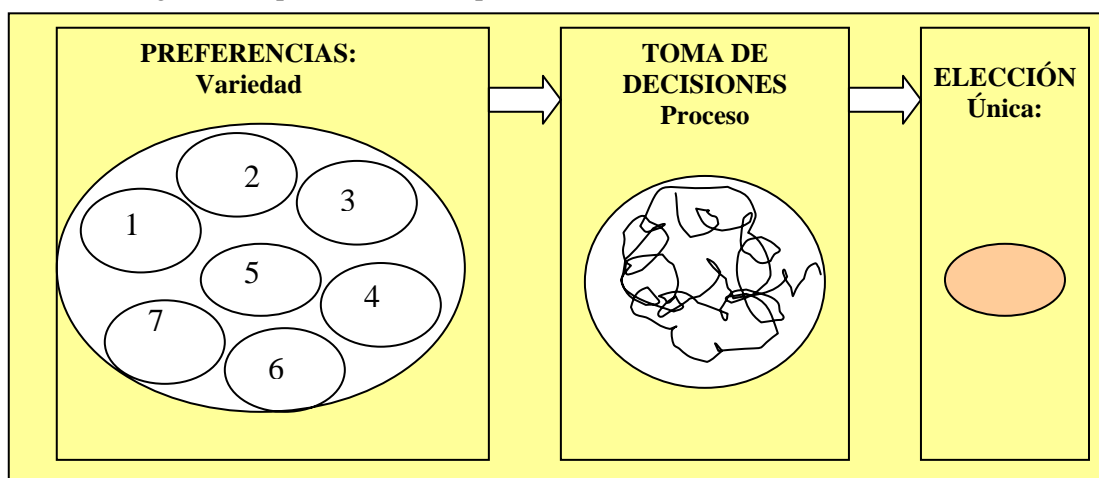 PREFERENCIAS:
Variedad
TOMA DE
DECISIONES
Proceso
ELECCIÓN
Única:
2
3
1
5
4
7
6